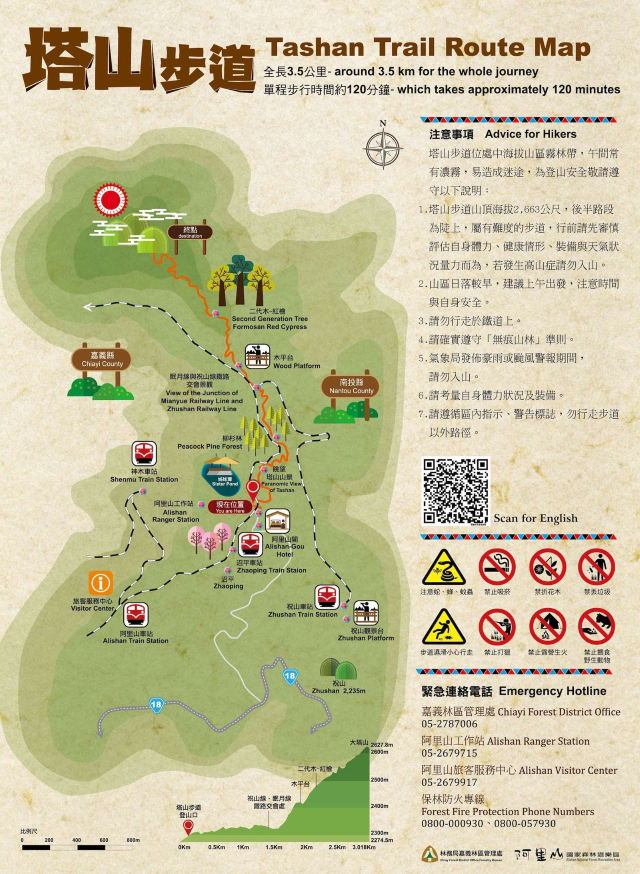 塔山步道
Tashan Trail Route Map
全長3.5公里- around 3.5 km for the whole journey
單程步行時間約120分鐘- which takes approximately 120 minutes
N
注意事項 Advice for Hikers
塔山步道位處中海拔山區霧林帶，午間常
有濃霧，易造成迷途，為登山安全敬請遵
守以下說明：
1.塔山步道山頂海拔2,663公尺，後半路段
為陡上，屬有難度的步道，行前請先審慎
評估自身體力、健康情形、裝備與天氣狀
況量力而為，若發生高山症請勿入山。
2.山區日落較早，建議上午出發，注意時間
與自身安全。
3.請勿行走於鐵道上。
4.請確實遵守「無痕山林」準則。
5.氣象局發佈豪雨或颱風警報期間，
請勿入山。
6.請考量自身體力狀況及裝備。
7.請遵循區內指示、警告標誌，勿行走步道
以外路徑。
Scan for English
注意蛇、蜂、蚊蟲
禁止吸菸
禁折花木
禁丟垃圾
步道濕滑小心行走
禁止打獵
禁止露營生火
禁止餵食
野生動物
緊急連絡電話 Emergency Hotline
嘉義林區管理處 Chiayi Forest District Office
05-2787006
阿里山工作站 Alishan Ranger Station
05-2679715
阿里山旅客服務中心 Alishan Visitor Center
05-2679917
保林防火專線
Forest Fire Protection Phone Numbers
0800-000930、0800-057930
林務局嘉義林區管理處
Chiayi Forest District Office,Forestry Bureau
阿里山
國家森林遊樂區
Alishan National Forest Recreation Area
終點
destination
二代木-紅檜
Second Generation Tree
Formosan Red Cypress
木平台
Wood Platform
嘉義縣
Chiayi County
眠月線與祝山線鐵路
交會景觀
View of the Junction of
Mianyue Railway Line and
Zhushan Railway Line
南投縣
Nantou County
柳杉林
Peacock Pine Forest
神木車站
Shenmu Train Station
姊妹潭
Sister Pond
眺望
塔山山景
Panoramic View
of Tashan
阿里山工作站
Alishan
Ranger Station
現在位置
You are Here
阿里山閣
Alishan-Gou
Hotel
沼平車站
Zhaoping Train Staion
沼平
Zhaoping
旅客服務中心
Visitor Center
阿里山車站
Alishan Train Station
祝山車站
Zhushan Train Station
祝山觀景台
Zhushan Platform
祝山
Zhushan 2,235m
18
18
大塔山
2627.8m
2600m
二代木-紅檜
2500m
木平台
祝山線、眠月線
鐵路交會處
2400m
塔山步道
登山口
2300m
2274.5m
0Km 0.5Km 1Km 1.5Km 2Km 2.5Km 3.018Km
比例尺
0 200 400 600 800m